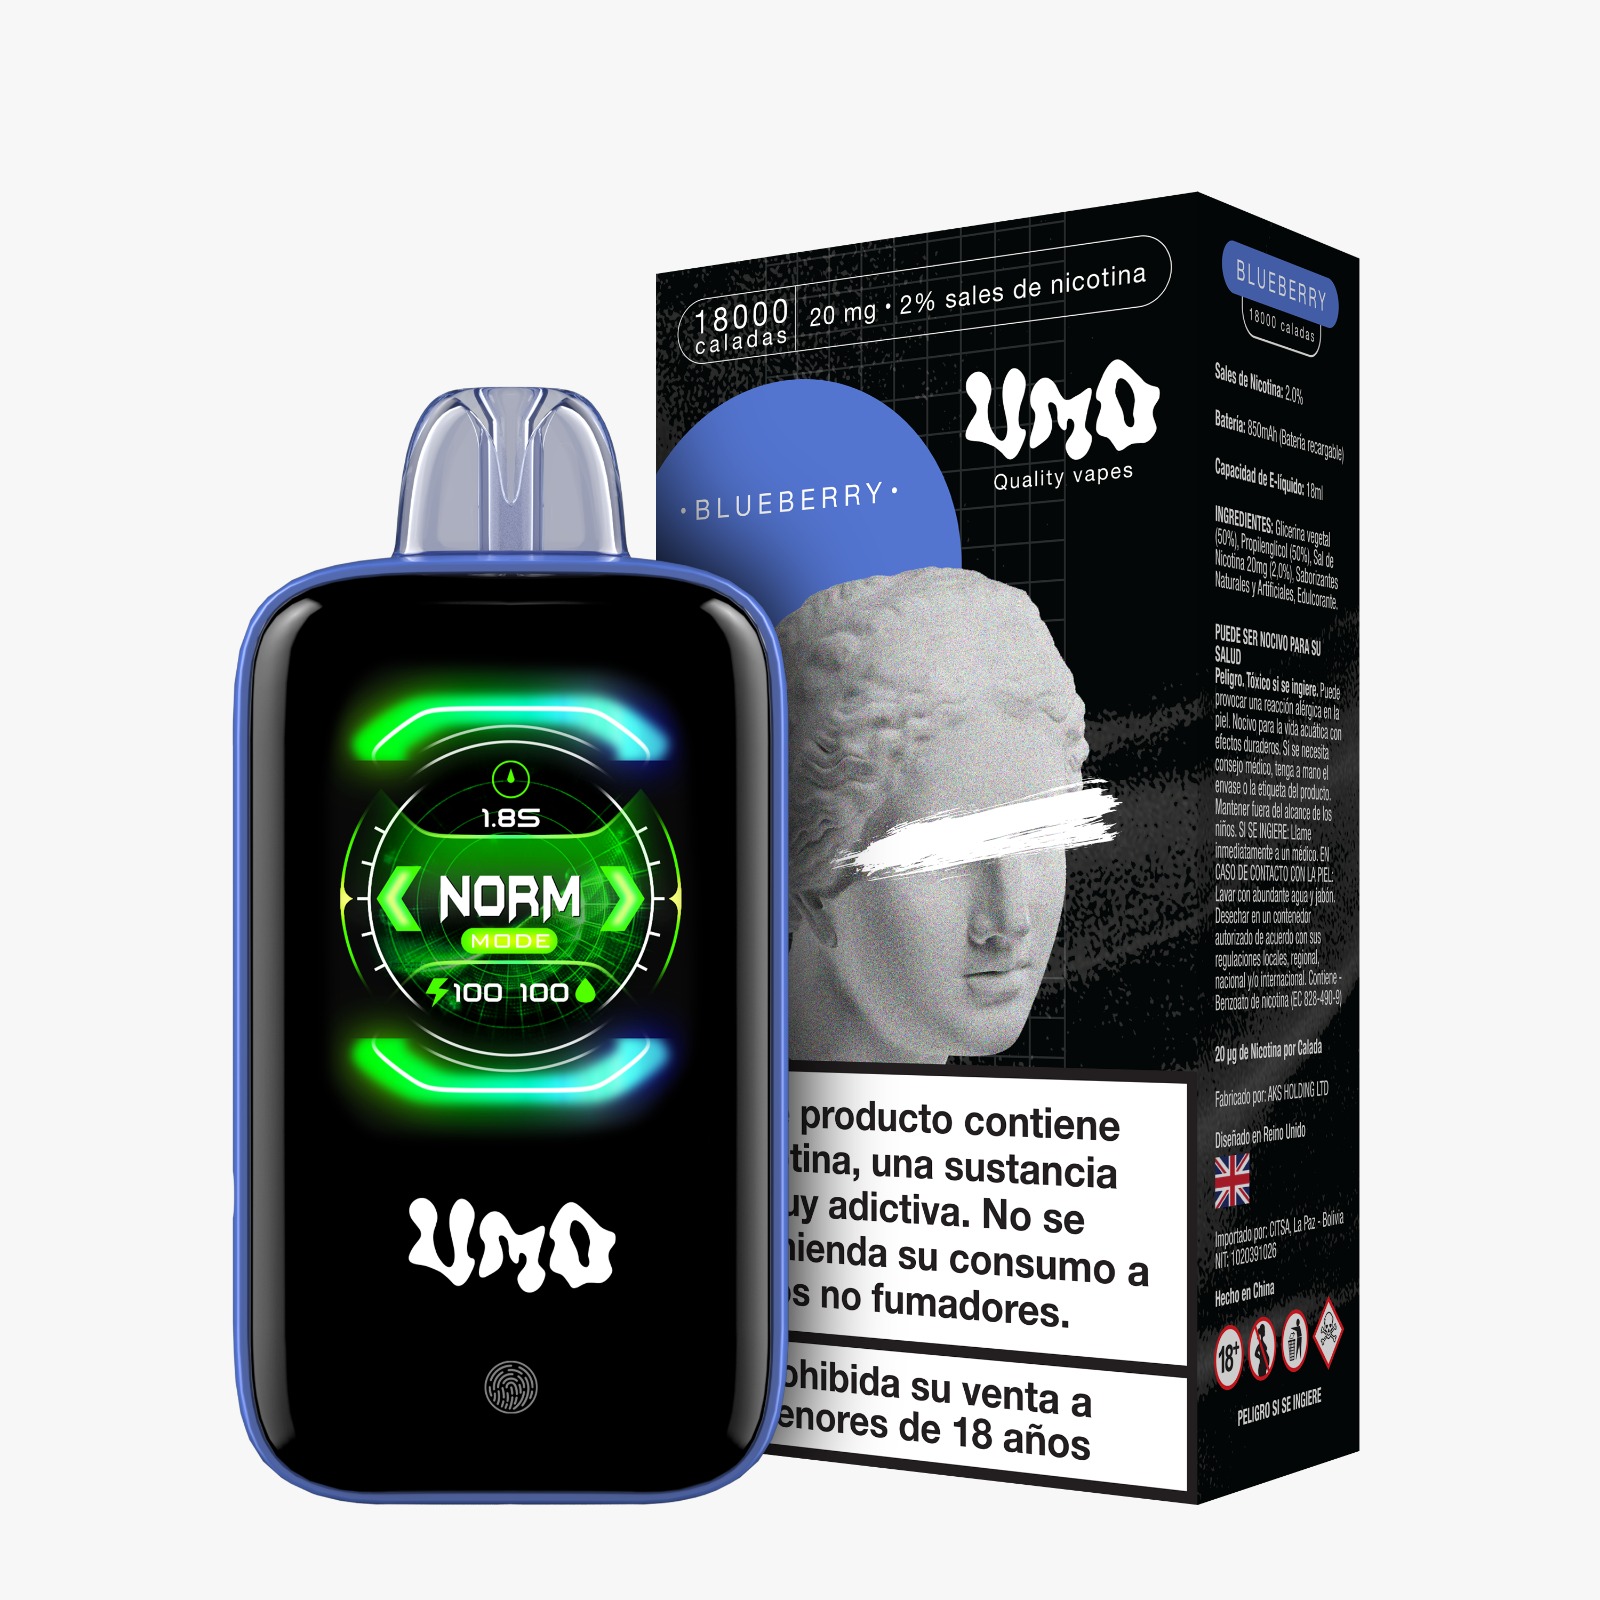 18000
caladas
20 mg • 2% sales de nicotina
UMO
Quality vapes
• BLUEBERRY •
producto contiene
tina, una sustancia
uy adictiva. No se
ienda su consumo a
s no fumadores.
ohibida su venta a
enores de 18 años
1.8S
NORM
MODE
100 100
UMO
BLUEBERRY
18000 caladas
Sales de Nicotina: 2.0%
Bateria: 850mAh (Bateria recargable)
Capacidad de E-líquido: 18ml
INGREDIENTES: Glicerina vegetal
(50%), Propilenglicol (50%), Sal de
Nicotina 20mg (2,0%), Saborizantes
Naturales y Artificiales, Edulcorante.
PUEDE SER NOCIVO PARA SU
SALUD
Peligro. Tóxico si se ingiere. Puede
provocar una reacción alérgica en la
piel. Nocivo para la vida acuática con
efectos duraderos. Si se necesita
consejo médico, tenga a mano el
envase o la etiqueta del producto.
Mantener fuera del alcance de los
niños. SI SE INGIERE: Llame
inmediatamente a un médico. EN
CASO DE CONTACTO CON LA PIEL:
Lavar con abundante agua y jabón.
Desechar en un contenedor
autorizado de acuerdo con sus
regulaciones locales, regional,
nacional y/o internacional. Contiene -
Benzoato de nicotina (EC 828-490-9)
20 µg de Nicotina por Calada
Fabricado por: AKS HOLDING LTD
Diseñado en Reino Unido
Importado por: CITSA, La Paz - Bolivia
NIT: 1020391026
Hecho en China
18+
PELIGRO SI SE INGIERE